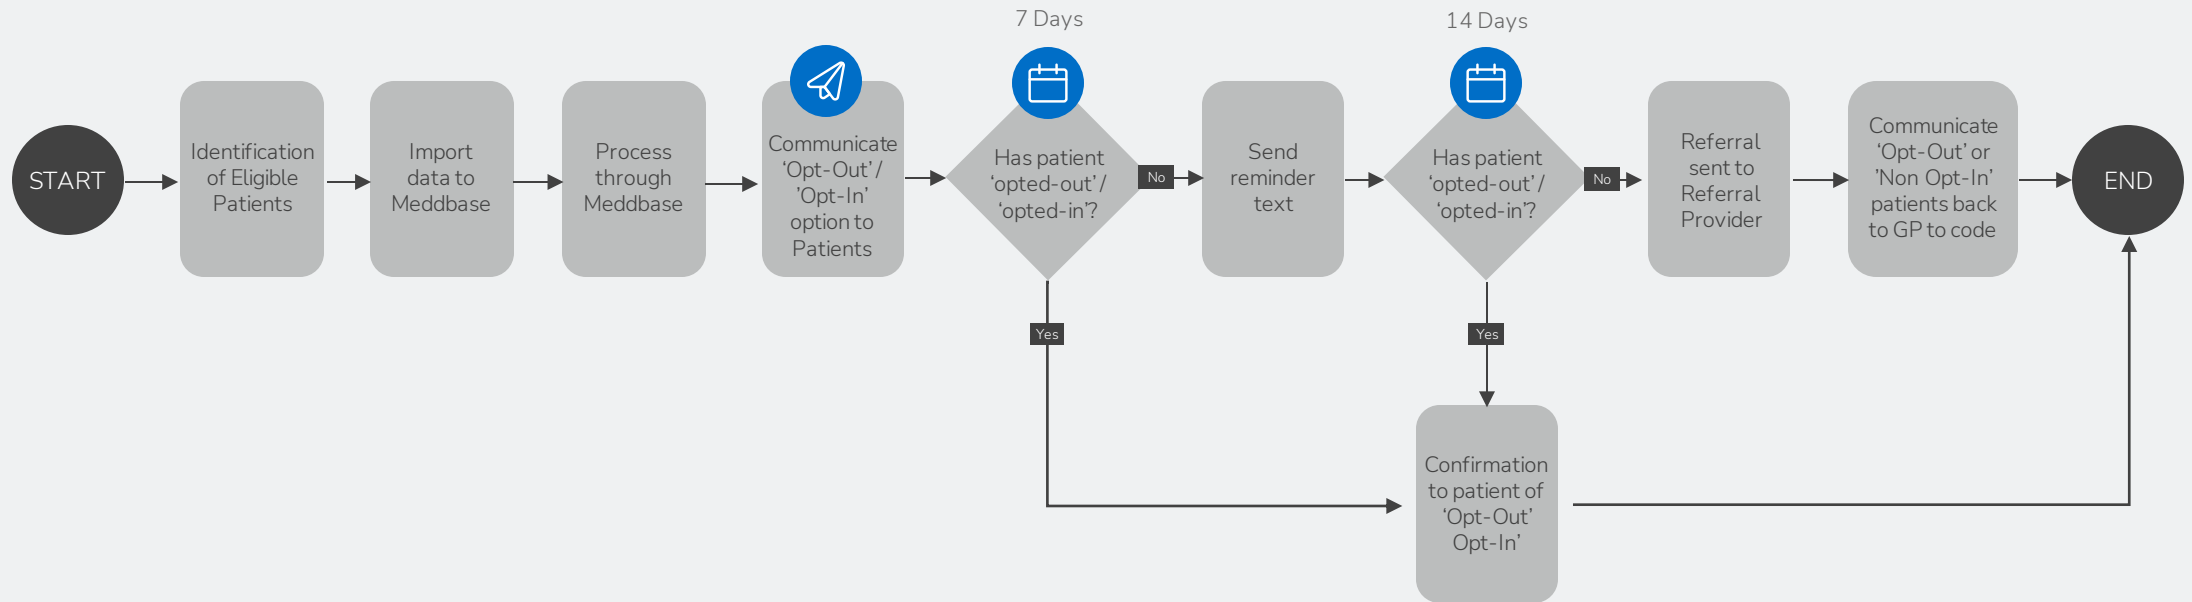 7 Days
14 Days
START
Identification
of Eligible
Patients
Import
data to
Meddbase
Process
through
Meddbase
Communicate
‘Opt-Out’ /
’Opt-In’
option to
Patients
Has patient
‘opted-out’ /
‘opted-in’?
No
Yes
Send
reminder
text
Has patient
‘opted-out’ /
‘opted-in’?
No
Yes
Referral
sent to
Referral
Provider
Communicate
‘Opt-Out’ or
’Non Opt-In’
patients back
to GP to code
END
Confirmation
to patient of
‘Opt-Out’
Opt-In’